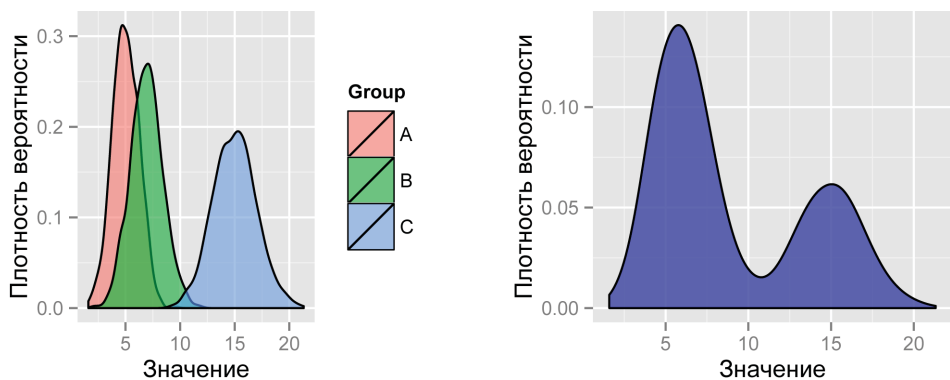 Плотность вероятности
0.3
0.2
0.1
0.0
5 10 15 20
Значение
Group
A
B
C
Плотность вероятности
0.10
0.05
0.00
5 10 15 20
Значение